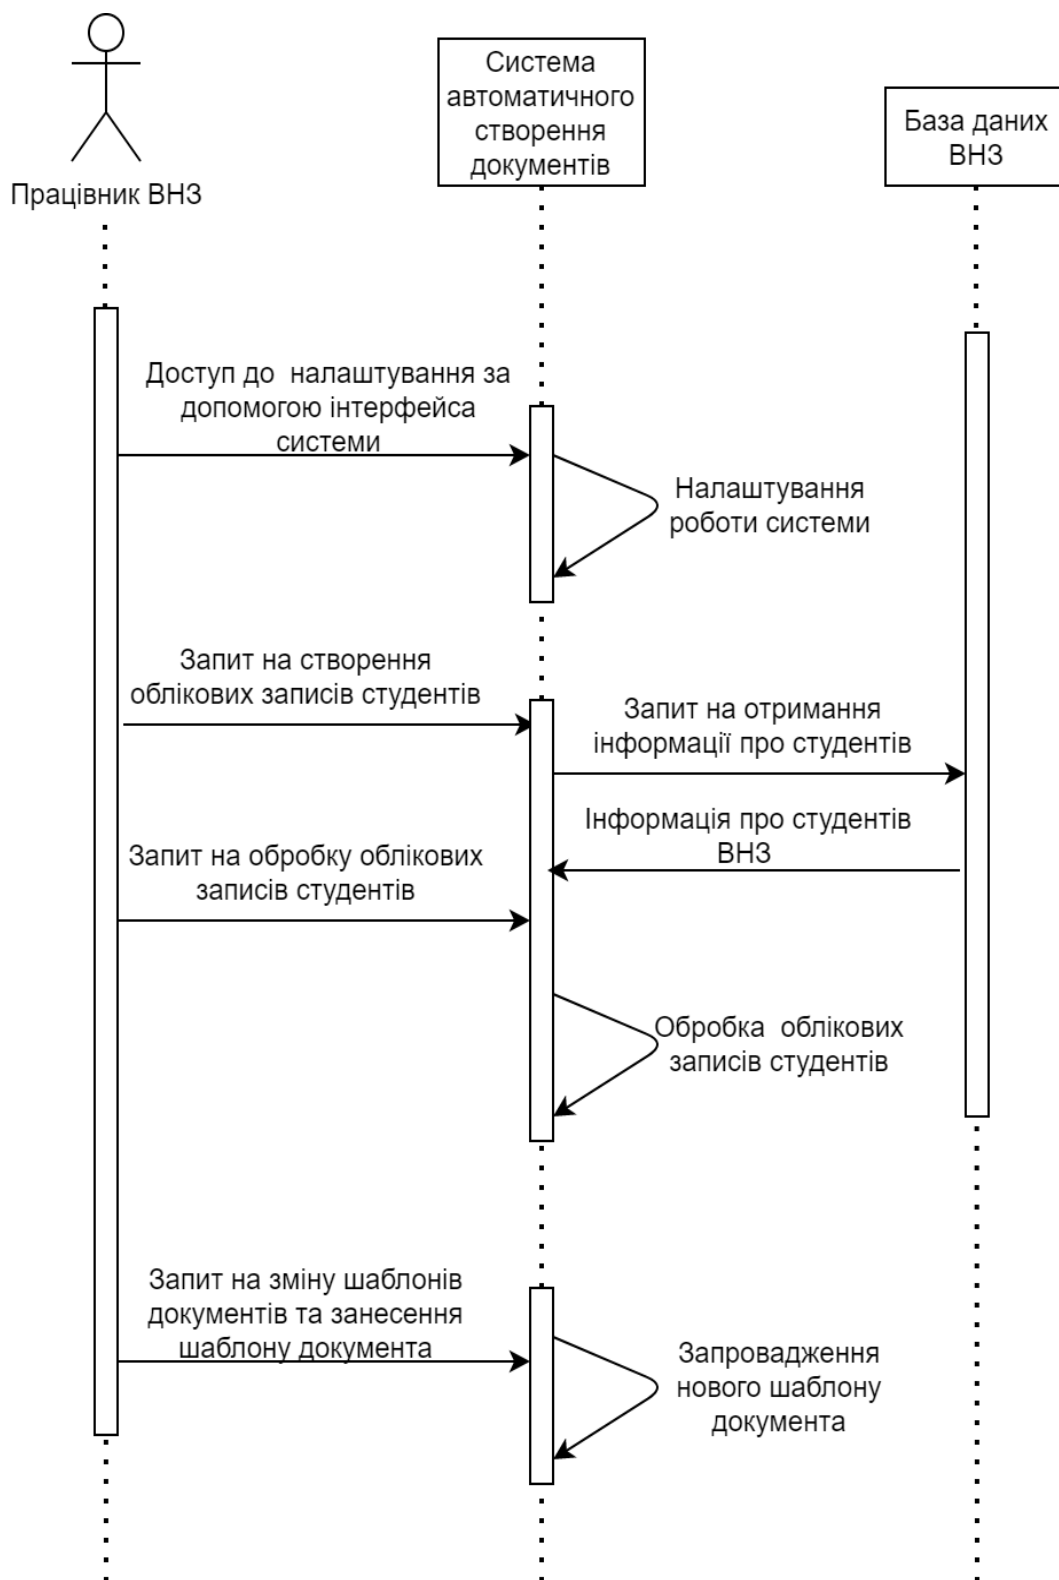 Система
автоматичного
створення
документів
База даних
ВНЗ
Працівник ВНЗ
Доступ до налаштування за
допомогою інтерфейса
системи
Налаштування
роботи системи
Запит на створення
облікових записів студентів
Запит на отримання
інформації про студентів
Інформація про студентів
ВНЗ
Запит на обробку облікових
записів студентів
Обробка облікових
записів студентів
Запит на зміну шаблонів
документів та занесення
шаблону документа
Запровадження
нового шаблону
документа